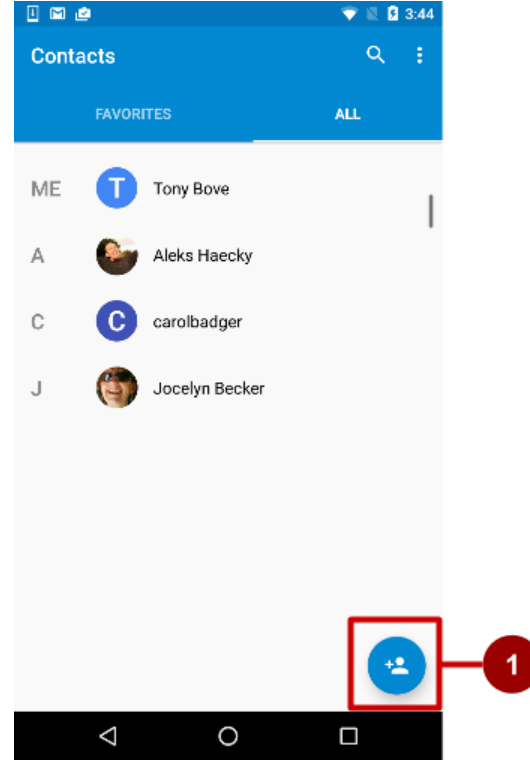 3:44
Contacts
FAVORITES ALL
ME T Tony Bove
A Aleks Haecky
C C carolbadger
J Jocelyn Becker
1